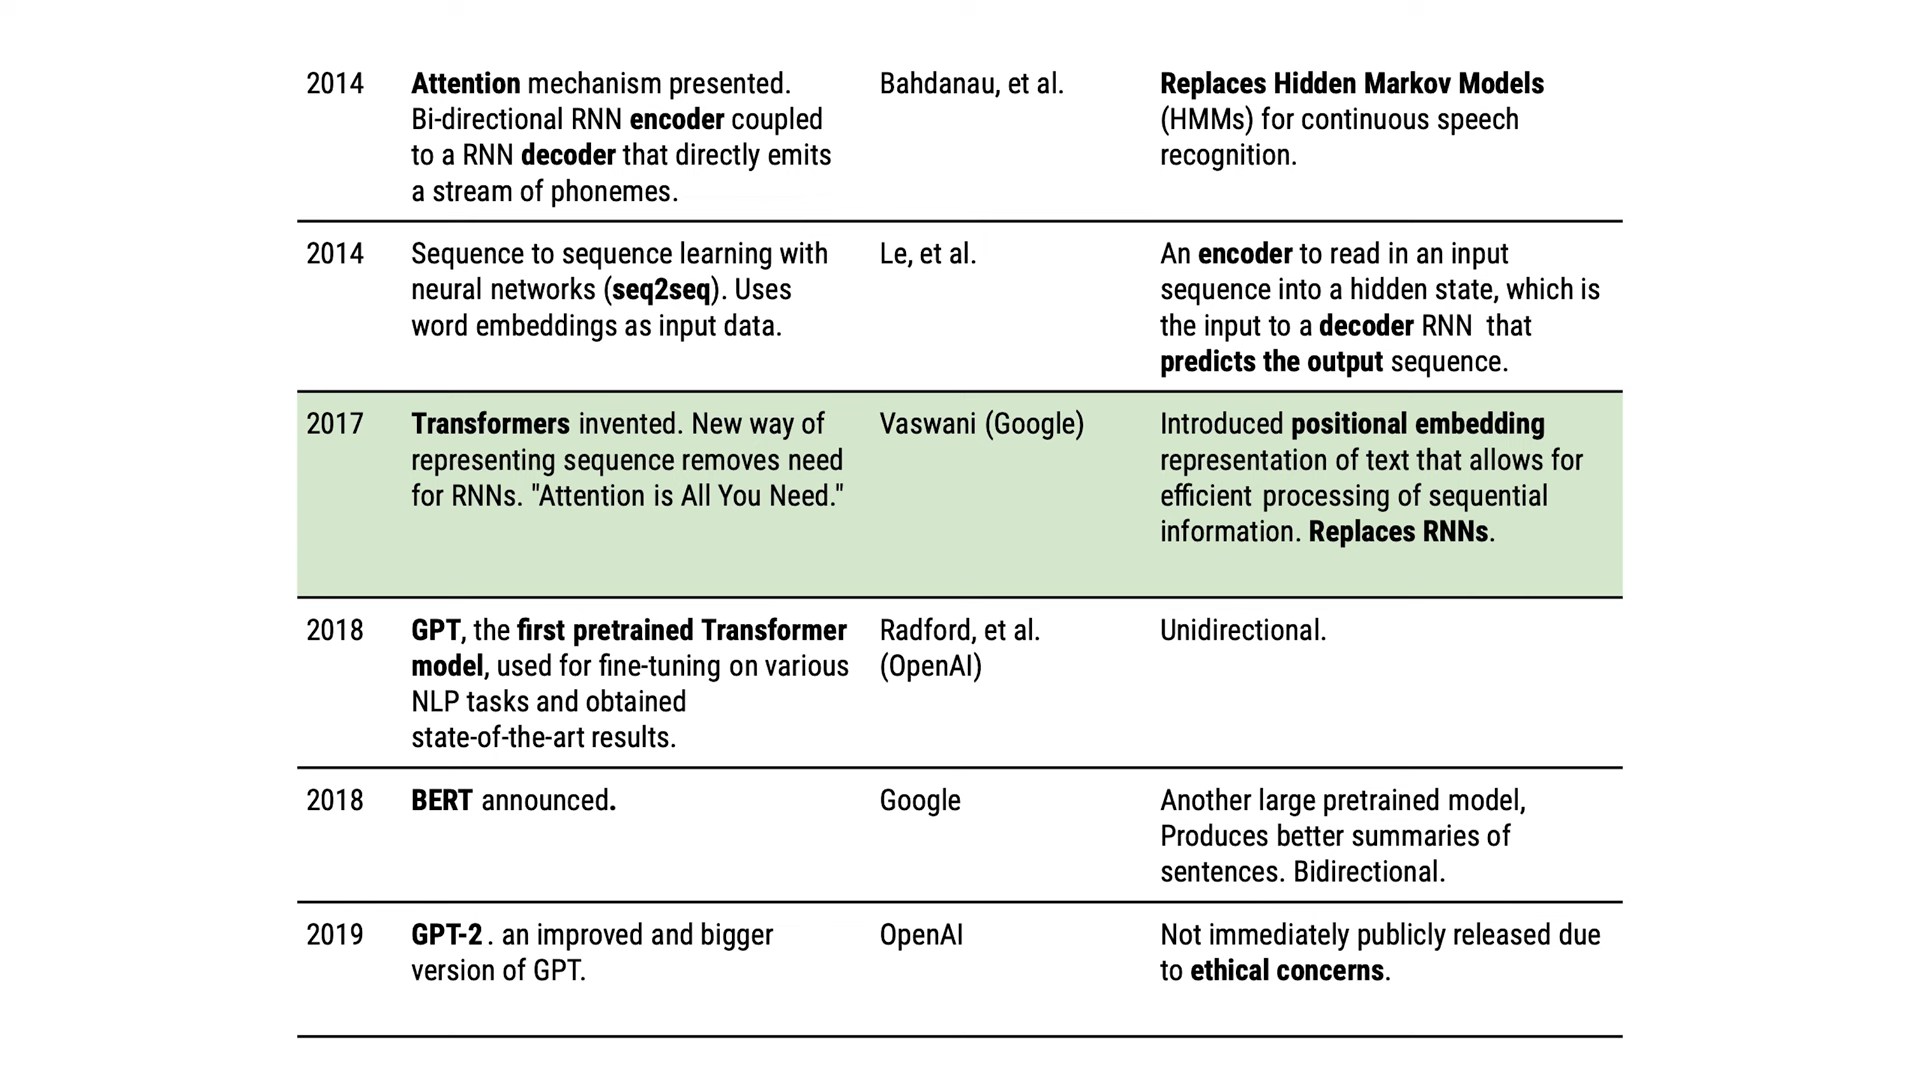 2014
Attention mechanism presented.
Bi-directional RNN encoder coupled
to a RNN decoder that directly emits
a stream of phonemes.
Bahdanau, et al.
Replaces Hidden Markov Models
(HMMs) for continuous speech
recognition.
2014
Sequence to sequence learning with
neural networks (seq2seq). Uses
word embeddings as input data.
Le, et al.
An encoder to read in an input
sequence into a hidden state, which is
the input to a decoder RNN that
predicts the output sequence.
2017
Transformers invented. New way of
representing sequence removes need
for RNNs. "Attention is All You Need."
Vaswani (Google)
Introduced positional embedding
representation of text that allows for
efficient processing of sequential
information. Replaces RNNs.
2018
GPT, the first pretrained Transformer
model, used for fine-tuning on various
NLP tasks and obtained
state-of-the-art results.
Radford, et al.
(OpenAI)
Unidirectional.
2018
BERT announced.
Google
Another large pretrained model,
Produces better summaries of
sentences. Bidirectional.
2019
GPT-2 . an improved and bigger
version of GPT.
OpenAI
Not immediately publicly released due
to ethical concerns.